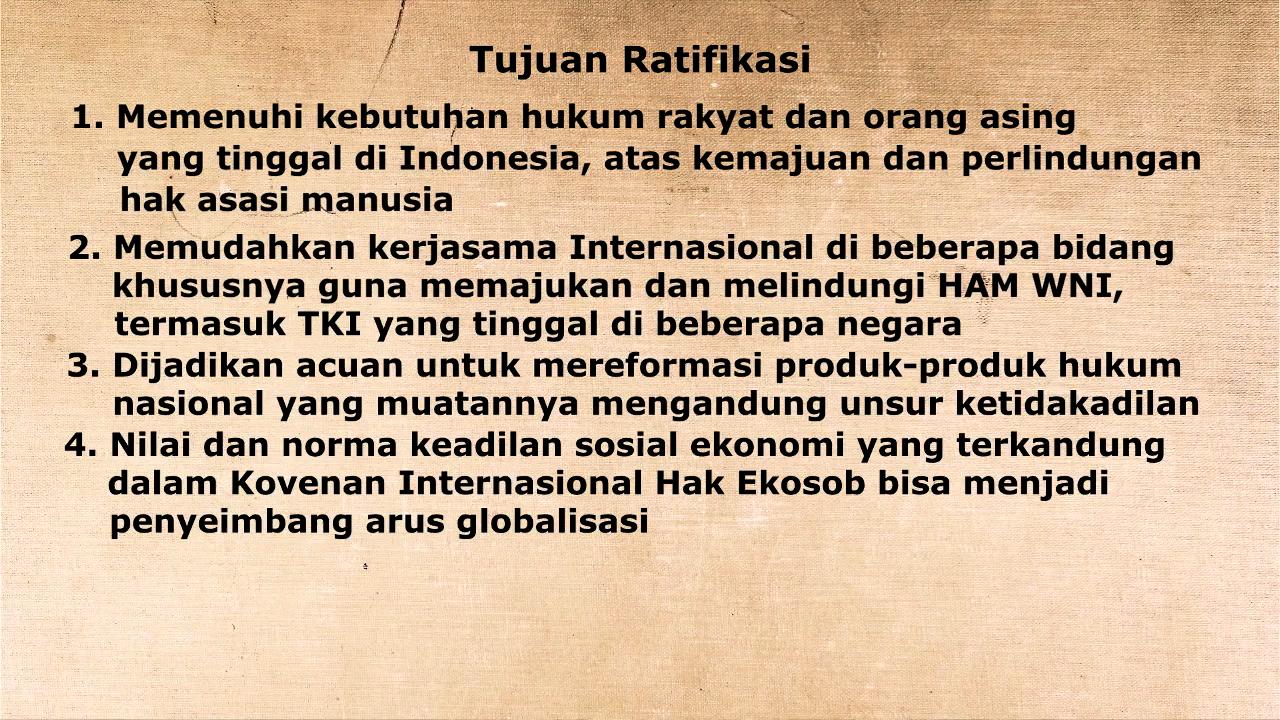 Tujuan Ratifikasi
1. Memenuhi kebutuhan hukum rakyat dan orang asing
yang tinggal di Indonesia, atas kemajuan dan perlindungan
hak asasi manusia
2. Memudahkan kerjasama Internasional di beberapa bidang
khususnya guna memajukan dan melindungi HAM WNI,
termasuk TKI yang tinggal di beberapa negara
3. Dijadikan acuan untuk mereformasi produk-produk hukum
nasional yang muatannya mengandung unsur ketidakadilan
4. Nilai dan norma keadilan sosial ekonomi yang terkandung
dalam Kovenan Internasional Hak Ekosob bisa menjadi
penyeimbang arus globalisasi